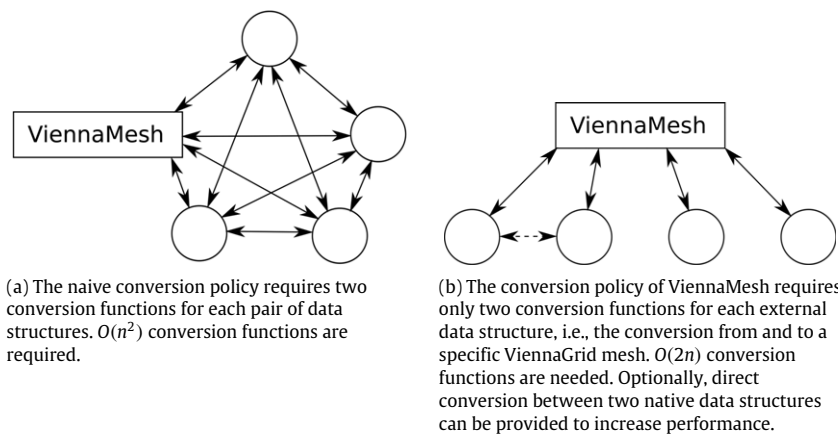 ViennaMesh
(a) The naive conversion policy requires two
conversion functions for each pair of data
structures. O(n²) conversion functions are
required.
ViennaMesh
(b) The conversion policy of ViennaMesh requires
only two conversion functions for each external
data structure, i.e., the conversion from and to a
specific ViennaGrid mesh. O(2n) conversion
functions are needed. Optionally, direct
conversion between two native data structures
can be provided to increase performance.